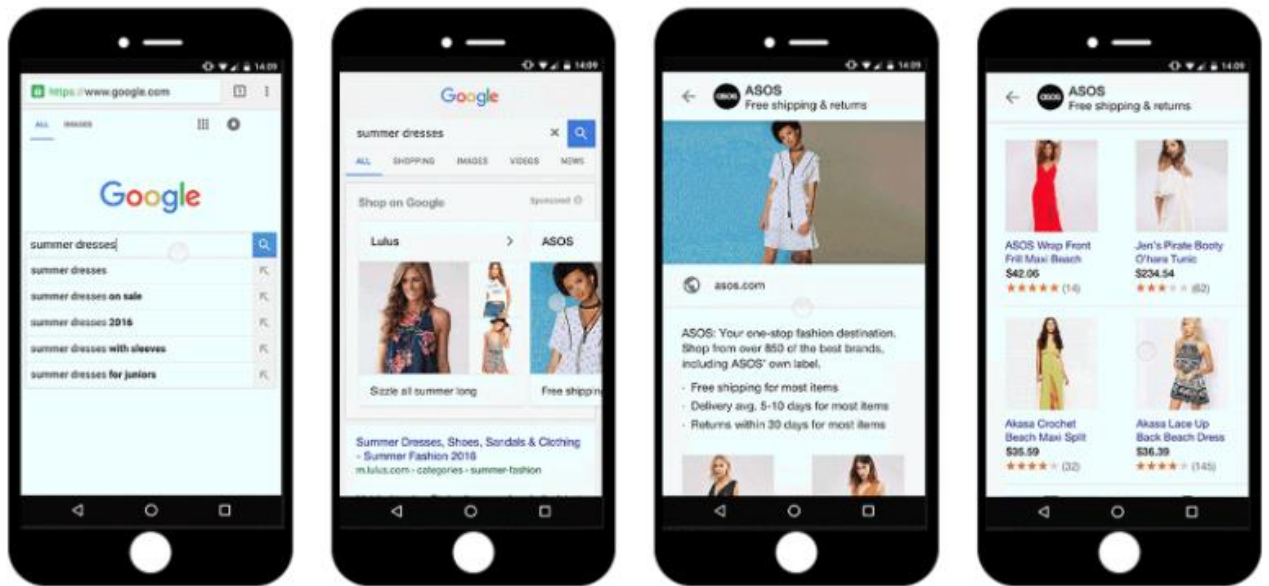 14:09
https://www.google.com
1
ALL IMAGES
Google
summer dresses
summer dresses
summer dresses on sale
summer dresses 2016
summer dresses with sleeves
summer dresses for juniors
14:09
Google
summer dresses
ALL SHOPPING IMAGES VIDEOS NEWS
Shop on Google Sponsored
Lulus > ASOS
Sizzle all summer long Free shipping
Summer Dresses, Shoes, Sandals & Clothing
- Summer Fashion 2016
m.lulus.com › categories › summer-fashion
14:09
asos
ASOS
Free shipping & returns
asos.com
ASOS: Your one-stop fashion destination.
Shop from over 850 of the best brands,
including ASOS' own label.
· Free shipping for most items
· Delivery avg. 5-10 days for most items
· Returns within 30 days for most items
14:09
asos
ASOS
Free shipping & returns
ASOS Wrap Front
Frill Maxi Beach
$42.06
(14)
Jen's Pirate Booty
O'hara Tunic
$234.54
(62)
Akasa Crochet
Beach Maxi Split
$35.59
(32)
Akasa Lace Up
Back Beach Dress
$36.39
(145)